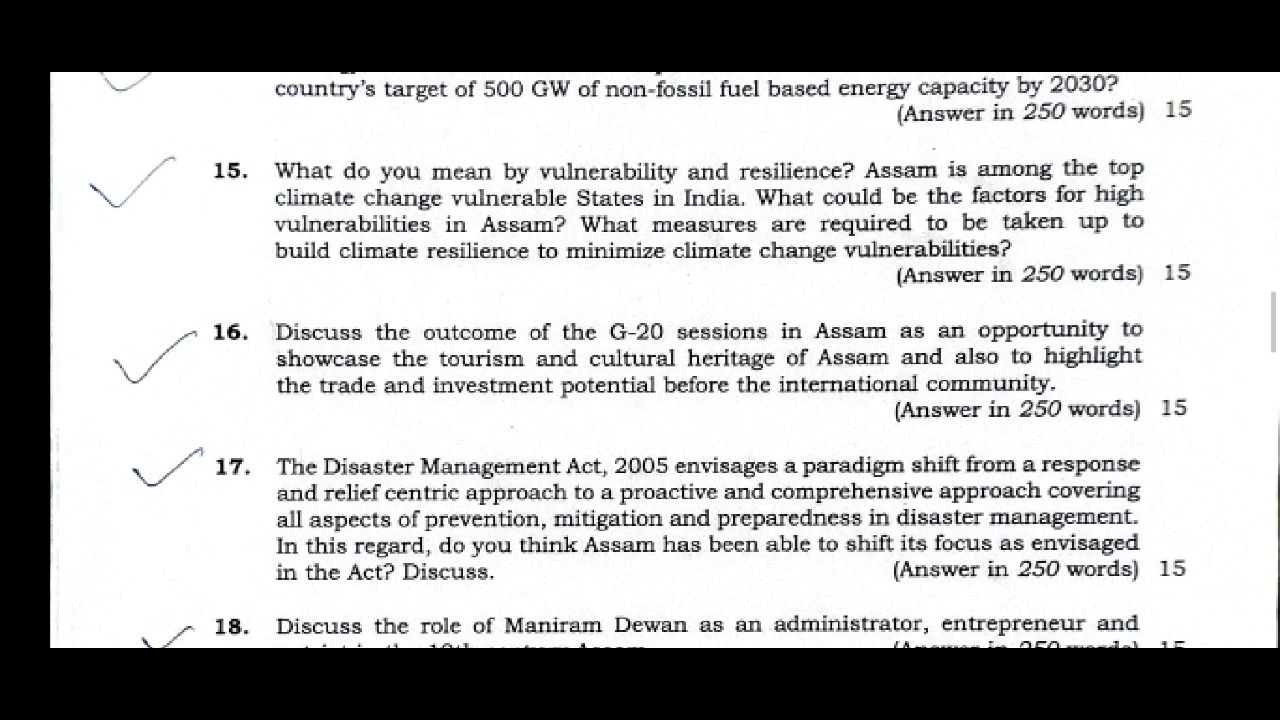 country's target of 500 GW of non-fossil fuel based energy capacity by 2030?
(Answer in 250 words) 15
15. What do you mean by vulnerability and resilience? Assam is among the top
climate change vulnerable States in India. What could be the factors for high
vulnerabilities in Assam? What measures are required to be taken up to
build climate resilience to minimize climate change vulnerabilities?
(Answer in 250 words) 15
16. Discuss the outcome of the G-20 sessions in Assam as an opportunity to
showcase the tourism and cultural heritage of Assam and also to highlight
the trade and investment potential before the international community.
(Answer in 250 words) 15
17. The Disaster Management Act, 2005 envisages a paradigm shift from a response
and relief centric approach to a proactive and comprehensive approach covering
all aspects of prevention, mitigation and preparedness in disaster management.
In this regard, do you think Assam has been able to shift its focus as envisaged
in the Act? Discuss. (Answer in 250 words) 15
18. Discuss the role of Maniram Dewan as an administrator, entrepreneur and